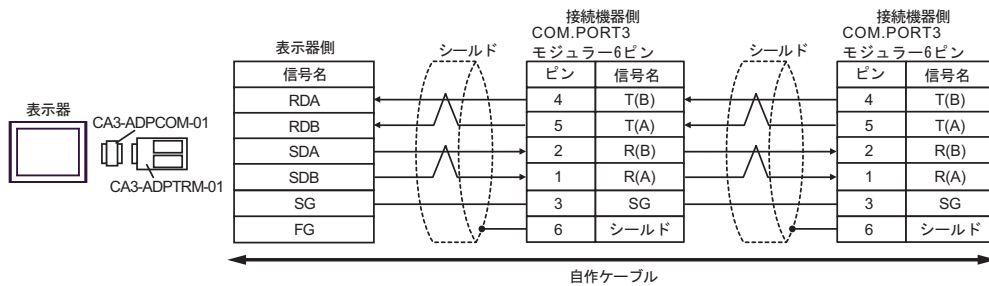 接続機器側
COM.PORT3
モジュラー6ピン
接続機器側
COM.PORT3
モジュラー6ピン
表示器側
シールド
シールド
信号名
ピン 信号名
ピン 信号名
表示器
CA3-ADPCOM-01
CA3-ADPTRM-01
RDA 4 T(B) 4 T(B)
RDB 5 T(A) 5 T(A)
SDA 2 R(B) 2 R(B)
SDB 1 R(A) 1 R(A)
SG 3 SG 3 SG
FG 6 シールド 6 シールド
自作ケーブル